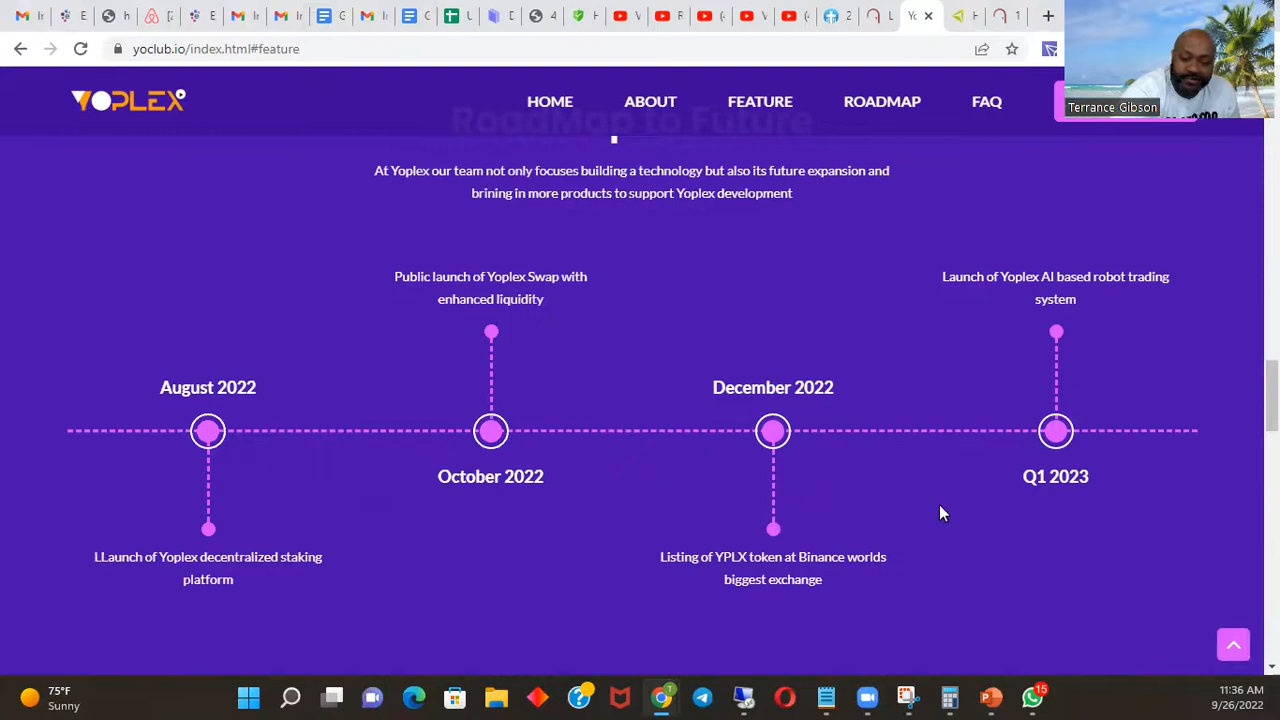 yoclub.io/index.html#feature
YOPLEX
HOME
ABOUT
FEATURE
ROADMAP
FAQ
Terrance Gibson
RoadMap to Future
At Yoplex our team not only focuses building a technology but also its future expansion and
brining in more products to support Yoplex development
Public launch of Yoplex Swap with
enhanced liquidity
Launch of Yoplex AI based robot trading
system
August 2022
December 2022
October 2022
Q1 2023
LLaunch of Yoplex decentralized staking
platform
Listing of YPLX token at Binance worlds
biggest exchange
75°F
Sunny
15
11:36 AM
9/26/2022